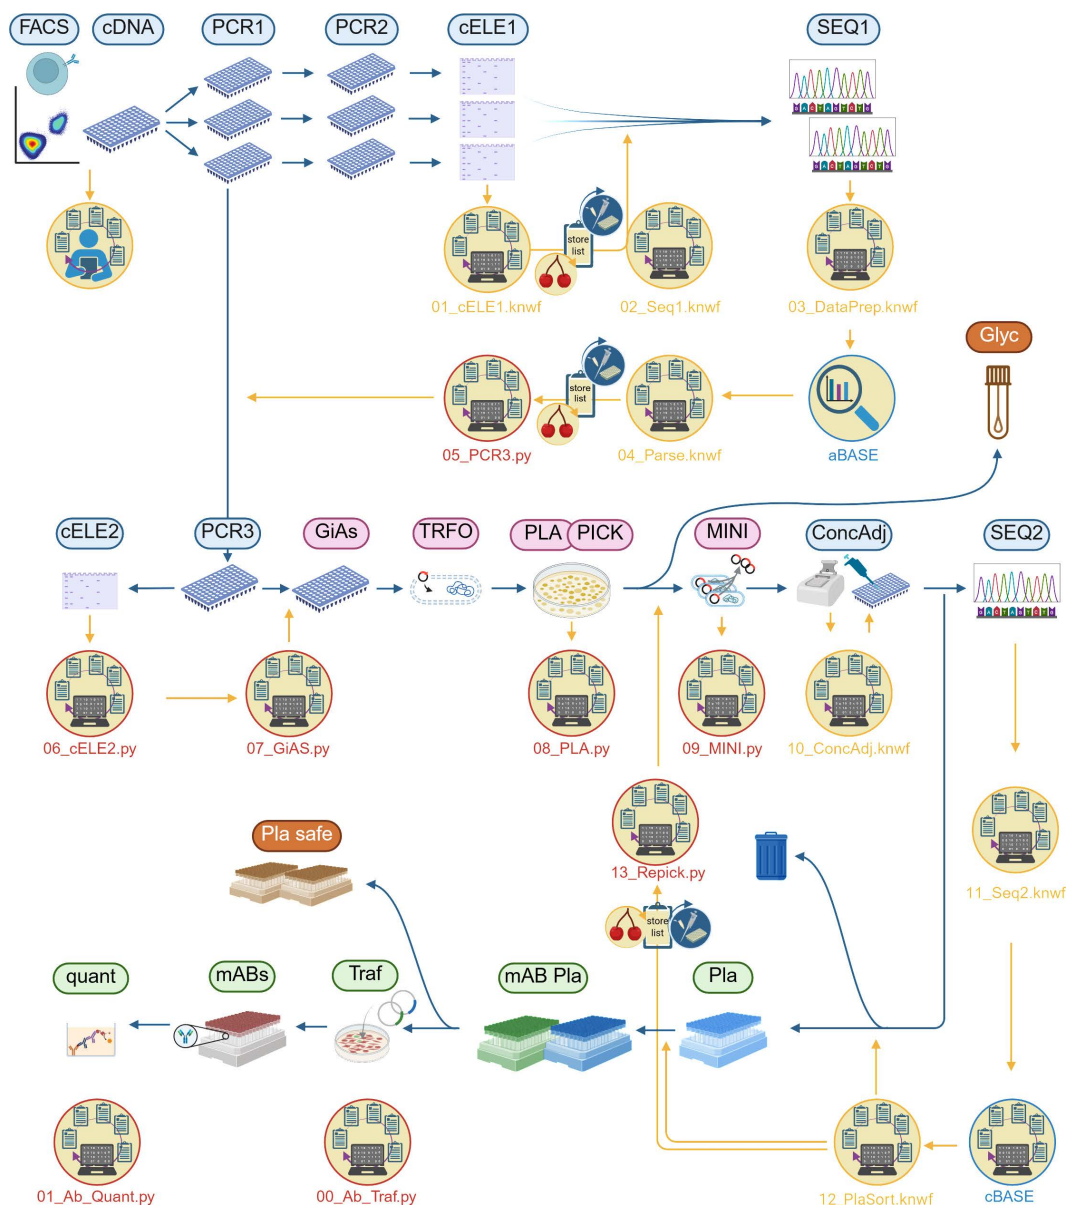 FACS
cDNA
PCR1
PCR2
cELE1
SEQ1
GACTAGTCTG
GACTAGTCTG
store
list
01_cELE1.knwf
02_Seq1.knwf
03_DataPrep.knwf
Glyc
store
list
05_PCR3.py
04_Parse.knwf
aBASE
cELE2
PCR3
GiAs
TRFO
PLA
PICK
MINI
ConcAdj
SEQ2
GACTAGTCTG
06_cELE2.py
07_GiAS.py
08_PLA.py
09_MINI.py
10_ConcAdj.knwf
Pla safe
13_Repick.py
11_Seq2.knwf
store
list
quant
mABs
Traf
mAB Pla
Pla
01_Ab_Quant.py
00_Ab_Traf.py
12_PlaSort.knwf
cBASE